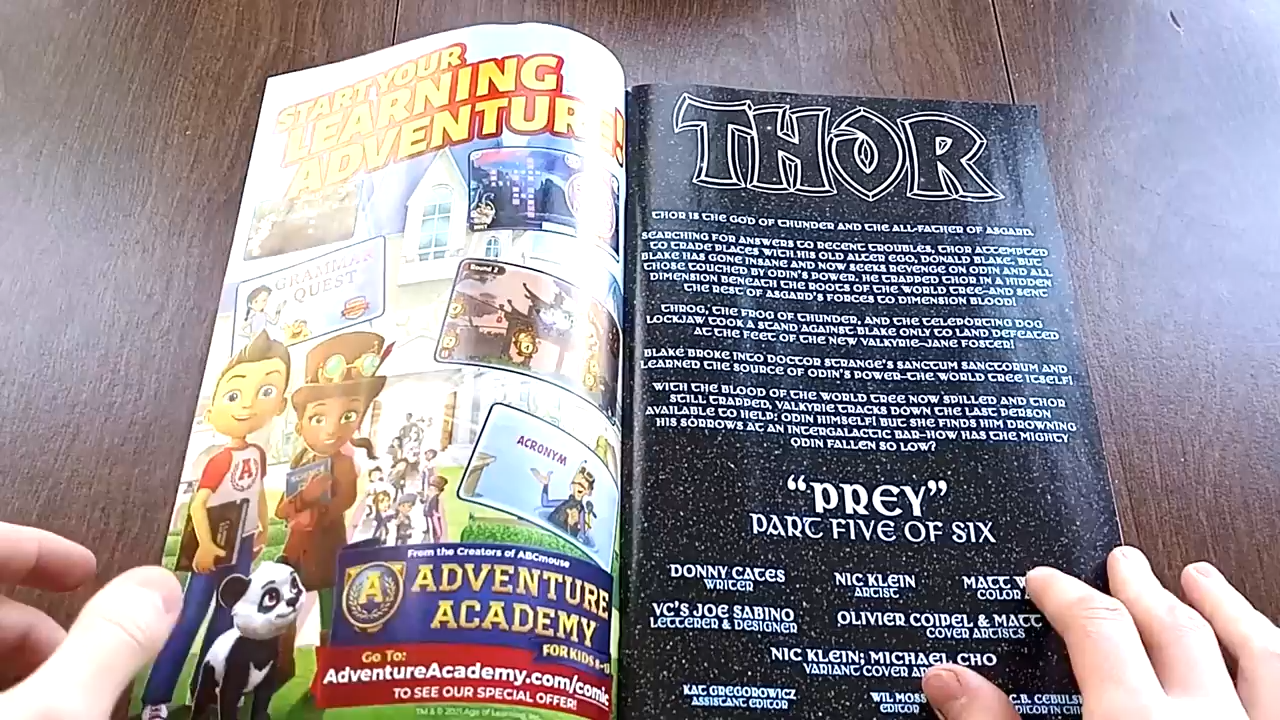 START YOUR
LEARNING
ADVENTURE!
GRAMMAR
QUEST
Round 2
ACRONYM
From the Creators of ABCmouse
A
ADVENTURE
ACADEMY
FOR KIDS 8-13
Go To:
AdventureAcademy.com/comic
TO SEE OUR SPECIAL OFFER!
TM & © 2021 Age of Learning, Inc.
THOR
THOR IS THE GOD OF THUNDER AND THE ALL-FATHER OF ASGARD.
SEARCHING FOR ANSWERS TO RECENT TROUBLES, THOR ATTEMPTED
TO TRADE PLACES WITH HIS OLD ALTER EGO, DONALD BLAKE, BUT
BLAKE HAS GONE INSANE AND NOW SEEKS REVENGE ON ODIN AND ALL
THOSE TOUCHED BY ODIN'S POWER. HE TRAPPED THOR IN A HIDDEN
DIMENSION BENEATH THE ROOTS OF THE WORLD TREE—AND SENT
THE REST OF ASGARD'S FORCES TO DIMENSION BLOOD!
THROG, THE FROG OF THUNDER, AND THE TELEPORTING DOG
LOCKJAW TOOK A STAND AGAINST BLAKE ONLY TO LAND DEFEATED
AT THE FEET OF THE NEW VALKYRIE—JANE FOSTER!
BLAKE BROKE INTO DOCTOR STRANGE'S SANCTUM SANCTORUM AND
LEARNED THE SOURCE OF ODIN'S POWER—THE WORLD TREE ITSELF!
WITH THE BLOOD OF THE WORLD TREE NOW SPILLED AND THOR
STILL TRAPPED, VALKYRIE TRACKS DOWN THE LAST PERSON
AVAILABLE TO HELP: ODIN HIMSELF! BUT SHE FINDS HIM DROWNING
HIS SORROWS AT AN INTERGALACTIC BAR—HOW HAS THE MIGHTY
ODIN FALLEN SO LOW?
"PREY"
PART FIVE OF SIX
DONNY CATES NIC KLEIN MATT W
WRITER ARTIST COLOR
VC'S JOE SABINO OLIVIER COIPEL & MATT
LETTERER & DESIGNER COVER ARTISTS
NIC KLEIN; MICHAEL CHO
VARIANT COVER
KAT GREGOROWICZ WIL MOSS C.B. CEBULSKI
ASSISTANT EDITOR EDITOR EDITOR IN CHIEF